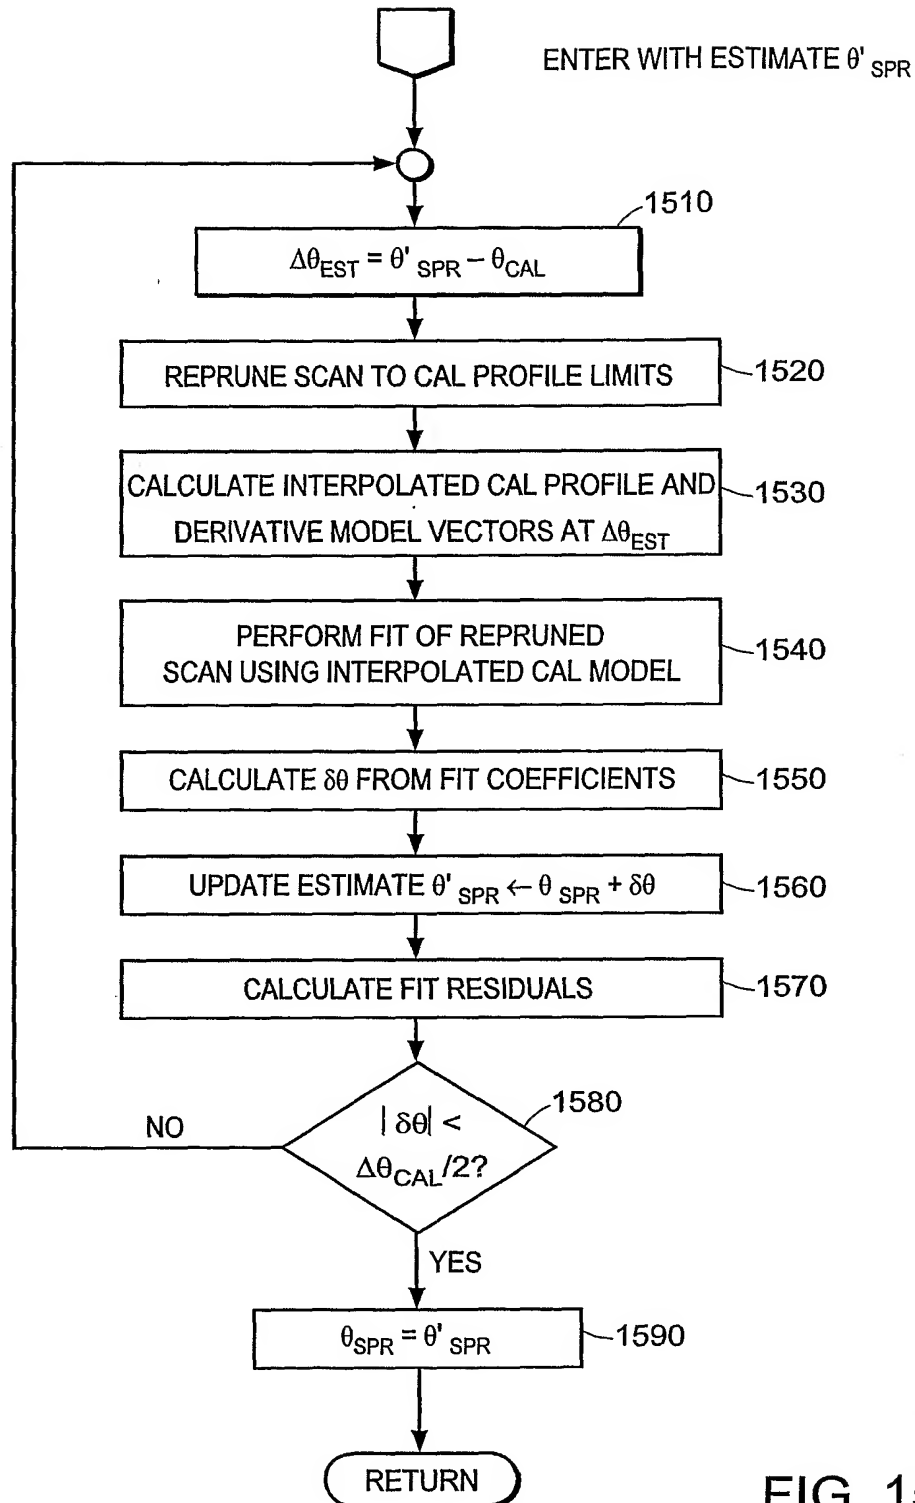 ENTER WITH ESTIMATE θ'SPR
1510
ΔθEST = θ'SPR – θCAL
REPRUNE SCAN TO CAL PROFILE LIMITS
1520
CALCULATE INTERPOLATED CAL PROFILE AND
DERIVATIVE MODEL VECTORS AT ΔθEST
1530
PERFORM FIT OF REPRUNED
SCAN USING INTERPOLATED CAL MODEL
1540
CALCULATE δθ FROM FIT COEFFICIENTS
1550
UPDATE ESTIMATE θ'SPR ← θSPR + δθ
1560
CALCULATE FIT RESIDUALS
1570
1580
| δθ| <
ΔθCAL/2?
NO
YES
θSPR = θ'SPR
1590
RETURN
FIG.